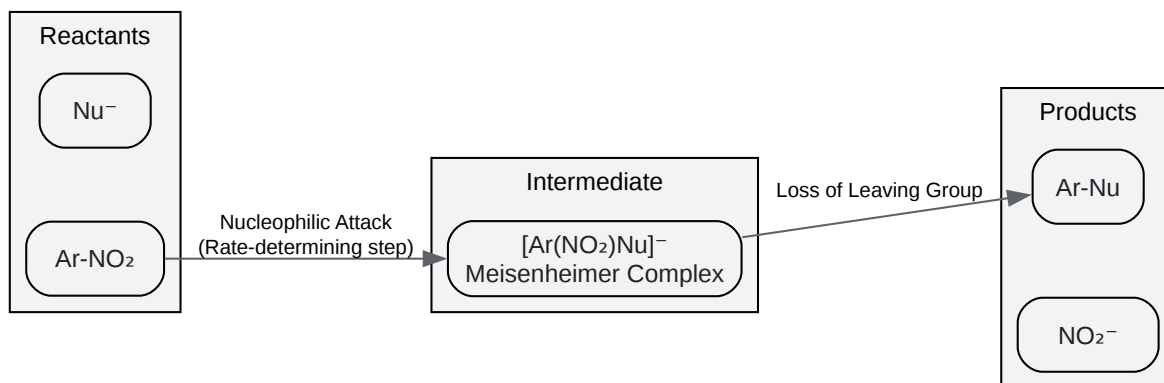 Reactants
Nu⁻
Ar-NO₂
Nucleophilic Attack
(Rate-determining step)
Intermediate
[Ar(NO₂)Nu]⁻
Meisenheimer Complex
Loss of Leaving Group
Products
Ar-Nu
NO₂⁻